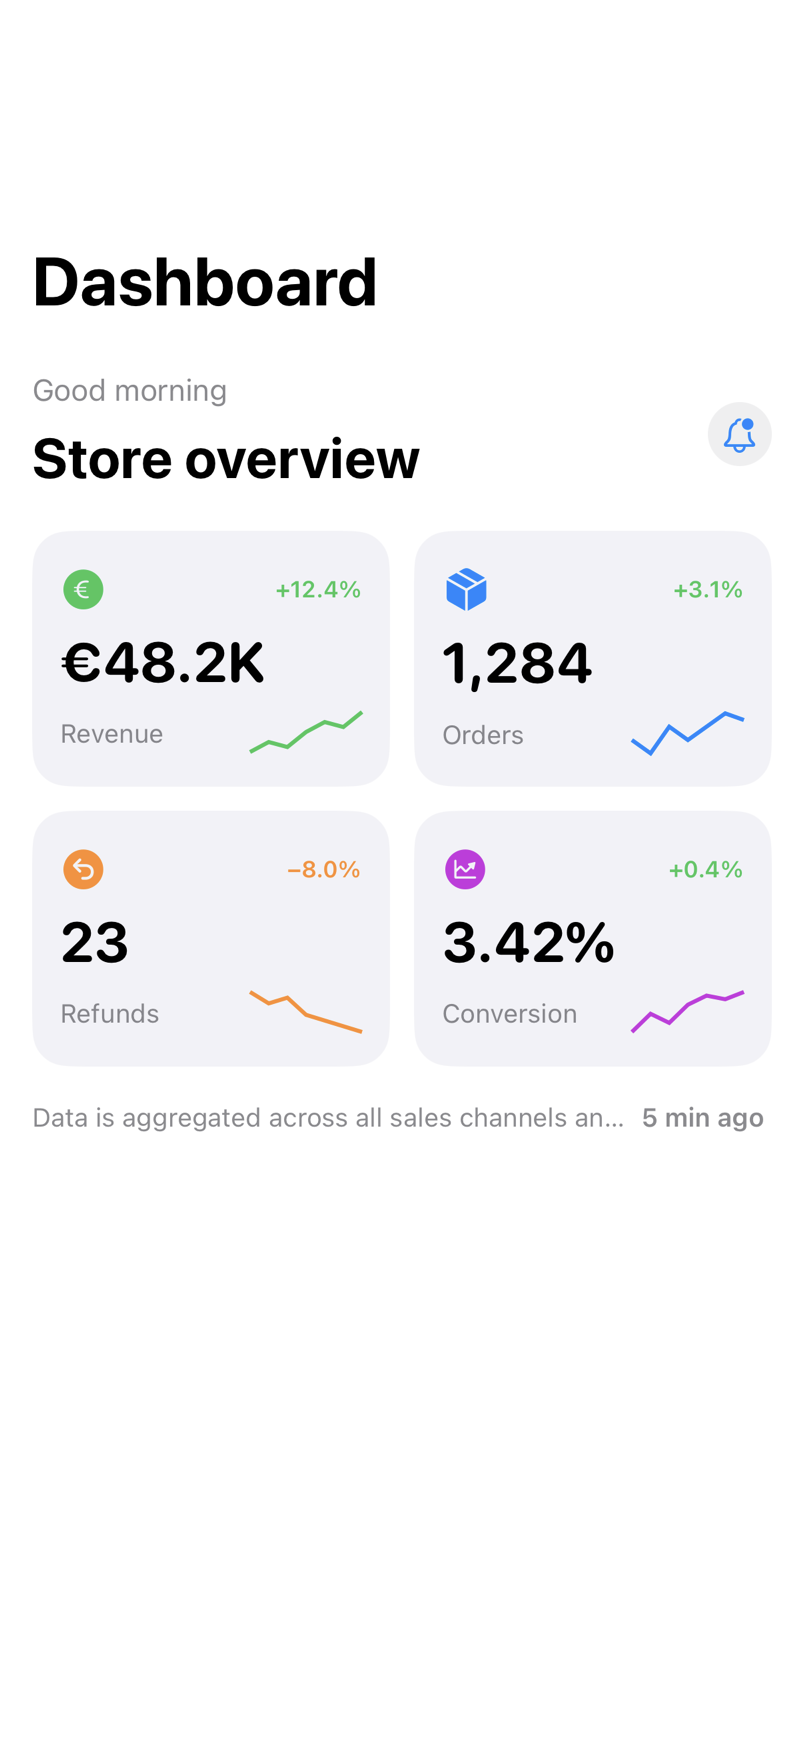 Dashboard
Good morning
Store overview
€ +12.4%
€48.2K
Revenue
+3.1%
1,284
Orders
−8.0%
23
Refunds
+0.4%
3.42%
Conversion
Data is aggregated across all sales channels an... 5 min ago